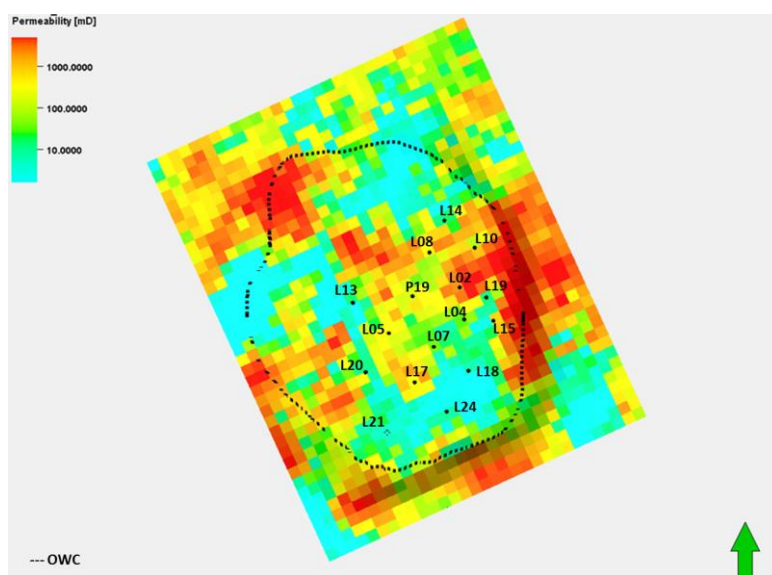 Permeability [mD]
1000.0000
100.0000
10.0000
L14
L08
L10
L02
P19
L13
L19
L04
L05
L15
L07
L20
L17
L18
L24
L21
--- OWC